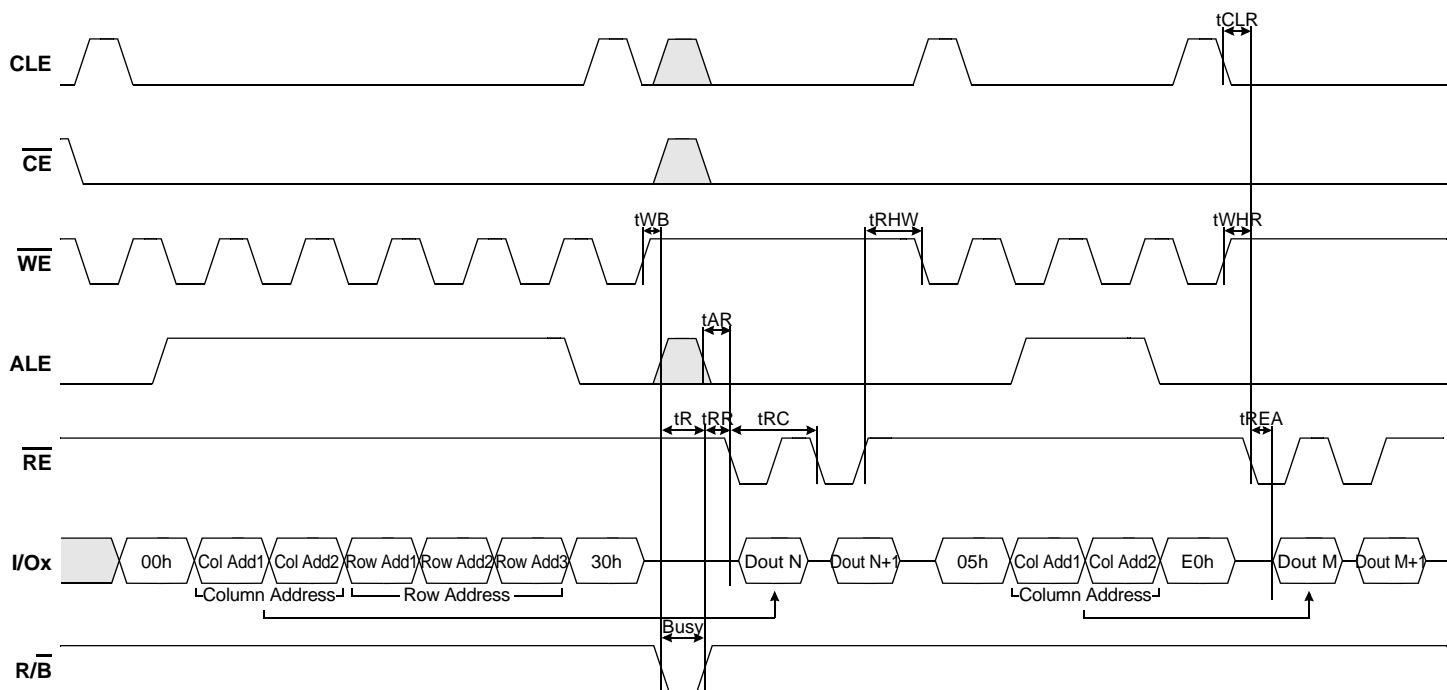 tCLR
CLE
CE
tWB
tRHW
tWHR
WE
tAR
ALE
tR
tRR
tRC
tREA
RE
I/Ox
00h
Col Add1
Col Add2
Row Add1
Row Add2
Row Add3
30h
Dout N
Dout N+1
05h
Col Add1
Col Add2
E0h
Dout M
Dout M+1
Column Address
Row Address
Column Address
Busy
R/B